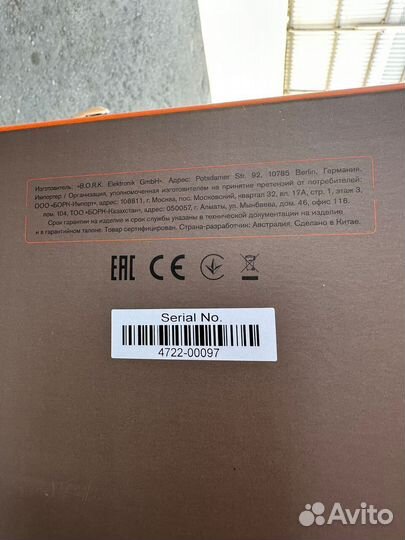 Изготовитель: «B.O.R.K. Elektronik GmbH». Адрес: Potsdamer Str. 92, 10785 Berlin, Германия.
Импортер / Организация, уполномоченная изготовителем на принятие претензий от потребителей:
ООО «БОРК-Импорт», адрес: 108811, г. Москва, пос. Московский, квартал 32, вл. 17А, стр. 1, этаж 3,
пом. 104, ТОО «БОРК-Казахстан», адрес: 050057, г. Алматы, ул. Мынбаева, дом. 46, офис 116.
Срок гарантии на изделие и срок службы указаны в технической документации на изделие
и в гарантийном талоне. Товар сертифицирован. Страна-разработчик: Австралия. Сделано в Китае.
EAC CE
Serial No.
4722-00097
Avito